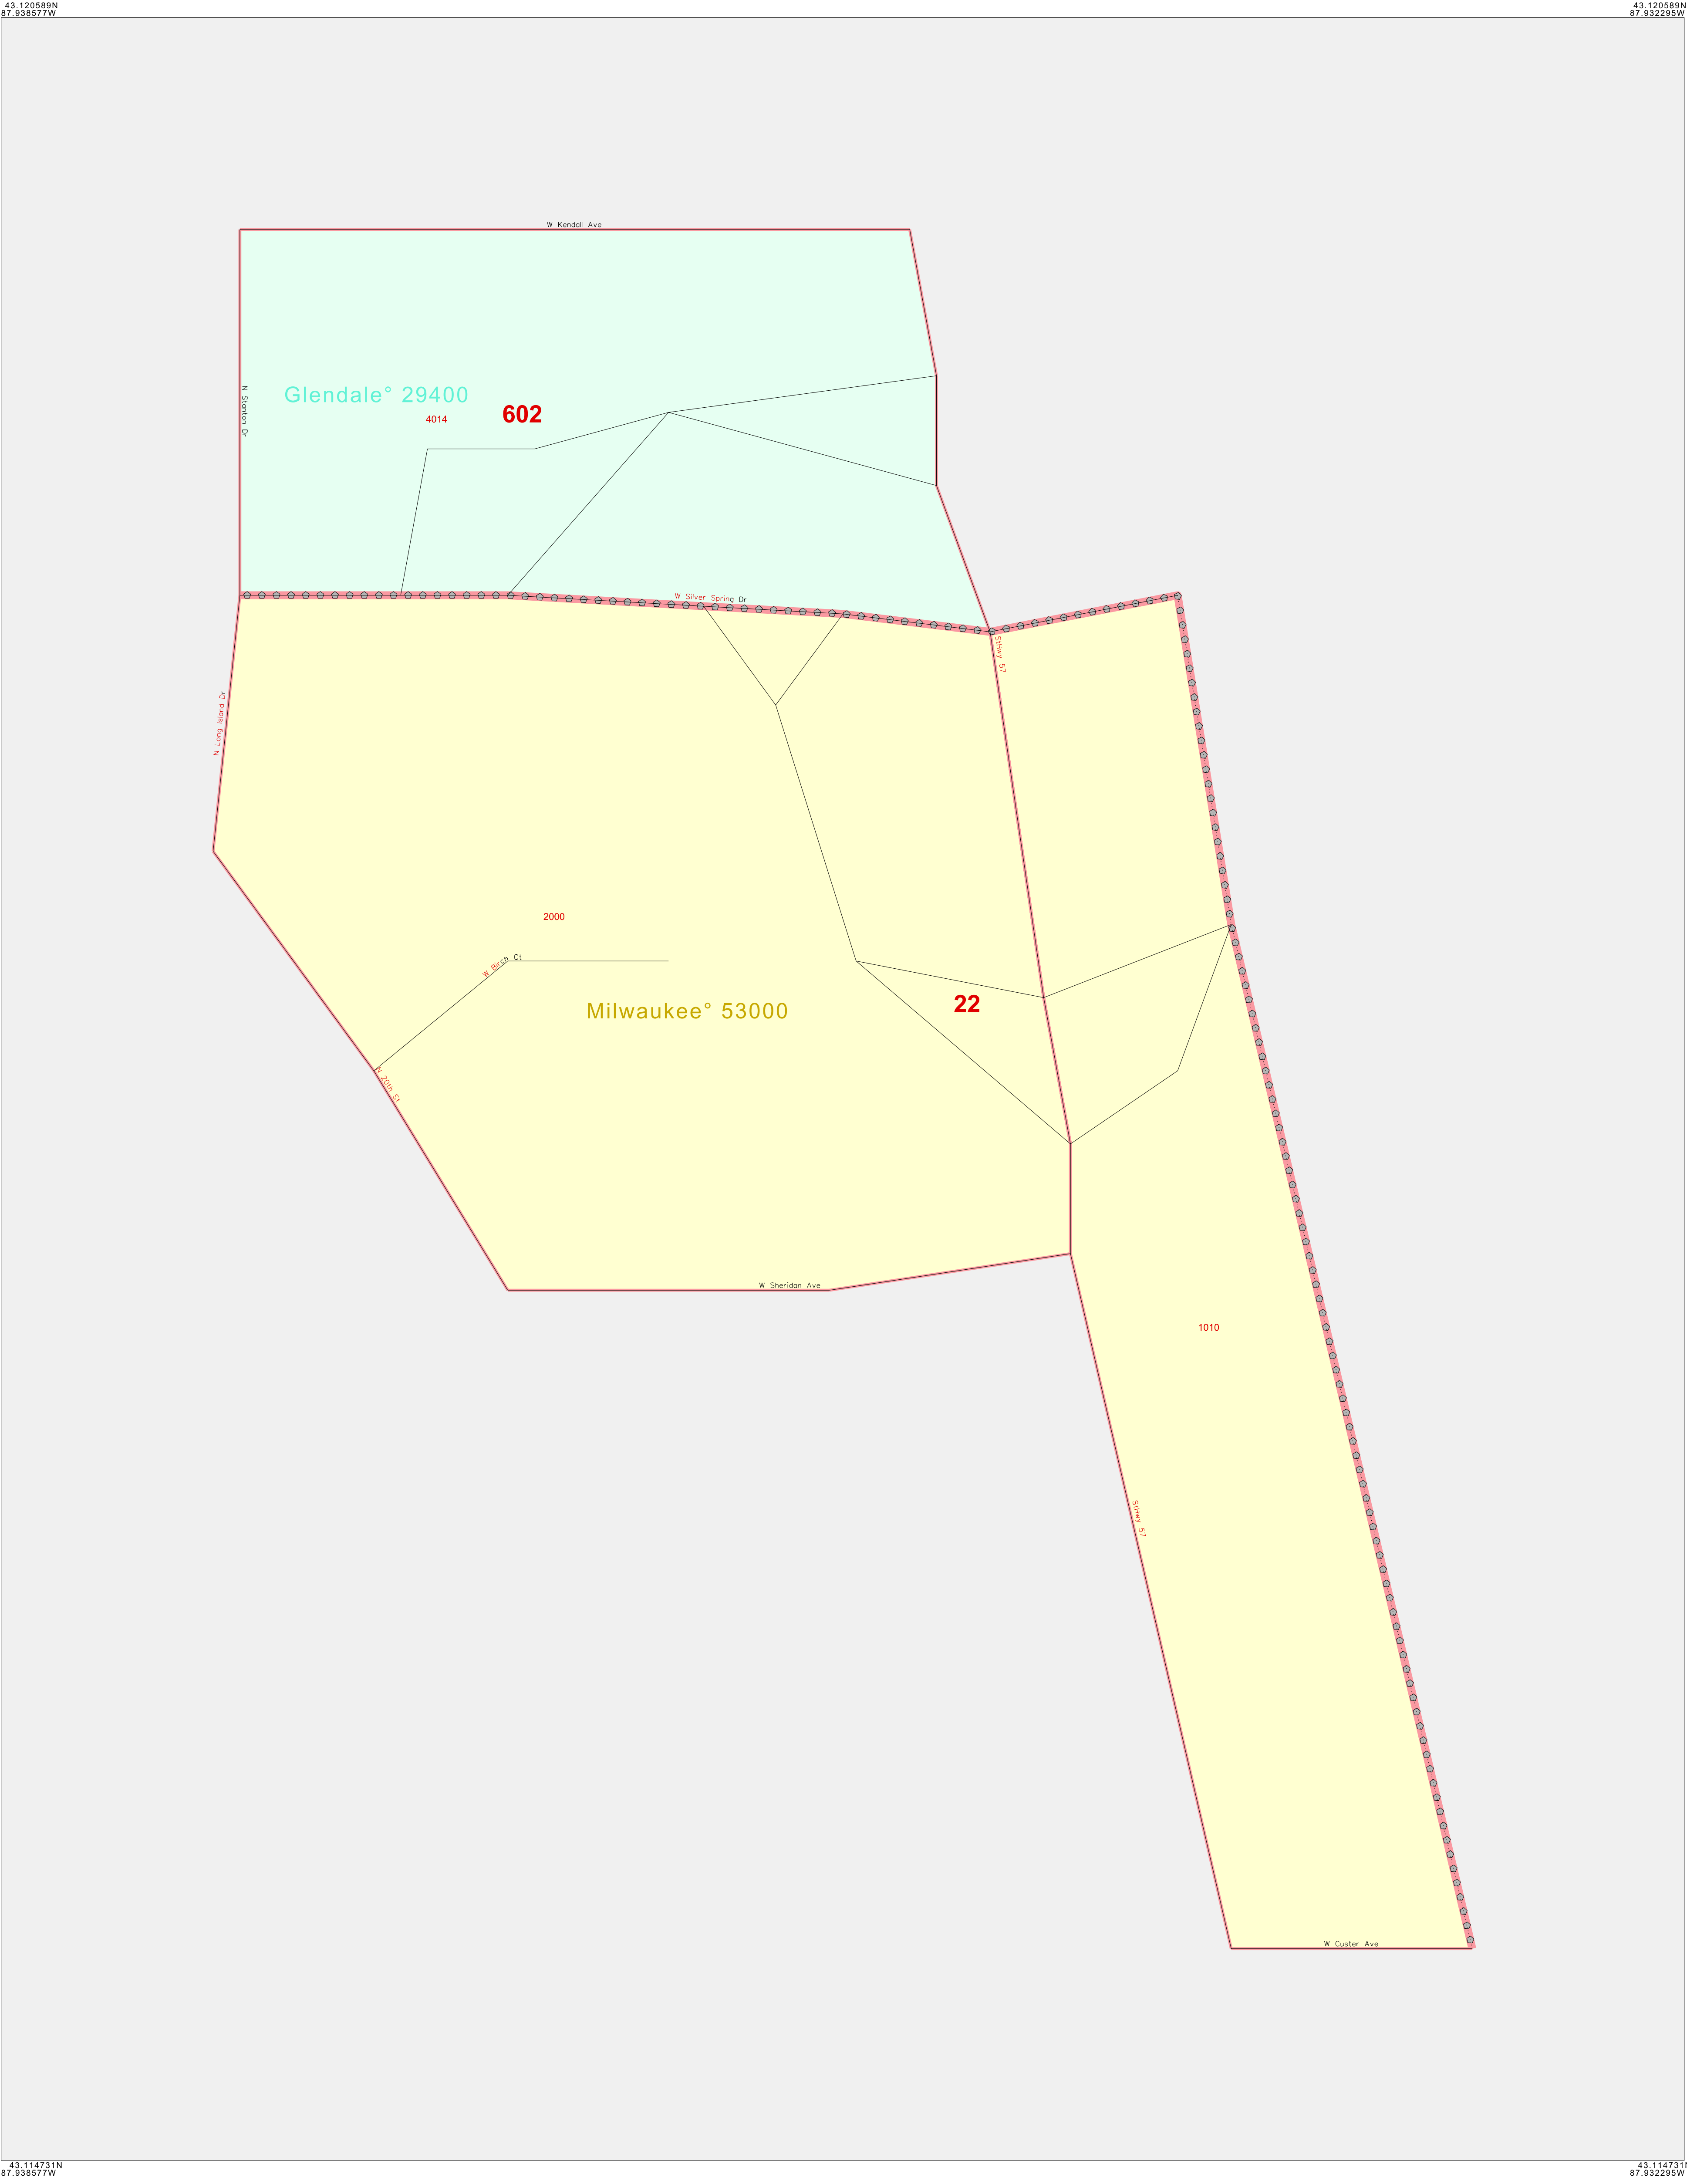 43.120589N
87.938577W
43.120589N
87.932295W
W Kendall Ave
N Stanton Dr
Glendale° 29400
4014
602
W Silver Spring Dr
StHwy 57
N Long Island Dr
2000
W Birch Ct
Milwaukee° 53000
22
N 20th St
W Sheridan Ave
1010
StHwy 57
W Custer Ave
43.114731N
87.938577W
43.114731N
87.932295W